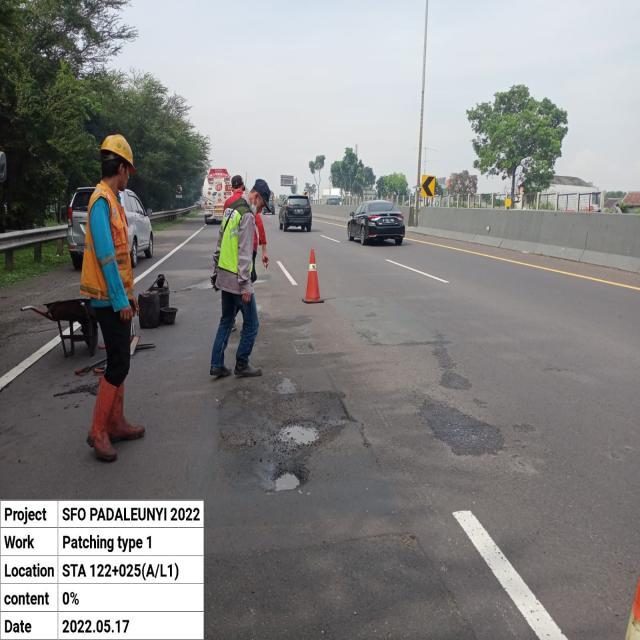 Project SFO PADALEUNYI 2022
Work Patching type 1
Location STA 122+025(A/L1)
content 0%
Date 2022.05.17